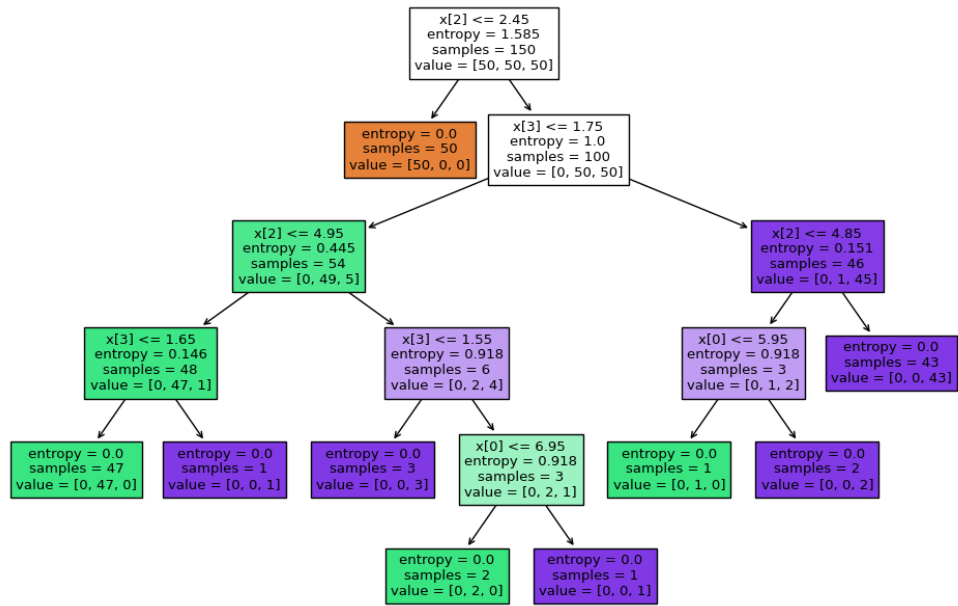 x[2] <= 2.45
entropy = 1.585
samples = 150
value = [50, 50, 50]
entropy = 0.0
samples = 50
value = [50, 0, 0]
x[3] <= 1.75
entropy = 1.0
samples = 100
value = [0, 50, 50]
x[2] <= 4.95
entropy = 0.445
samples = 54
value = [0, 49, 5]
x[2] <= 4.85
entropy = 0.151
samples = 46
value = [0, 1, 45]
x[3] <= 1.65
entropy = 0.146
samples = 48
value = [0, 47, 1]
x[3] <= 1.55
entropy = 0.918
samples = 6
value = [0, 2, 4]
x[0] <= 5.95
entropy = 0.918
samples = 3
value = [0, 1, 2]
entropy = 0.0
samples = 43
value = [0, 0, 43]
entropy = 0.0
samples = 47
value = [0, 47, 0]
entropy = 0.0
samples = 1
value = [0, 0, 1]
entropy = 0.0
samples = 3
value = [0, 0, 3]
x[0] <= 6.95
entropy = 0.918
samples = 3
value = [0, 2, 1]
entropy = 0.0
samples = 1
value = [0, 1, 0]
entropy = 0.0
samples = 2
value = [0, 0, 2]
entropy = 0.0
samples = 2
value = [0, 2, 0]
entropy = 0.0
samples = 1
value = [0, 0, 1]